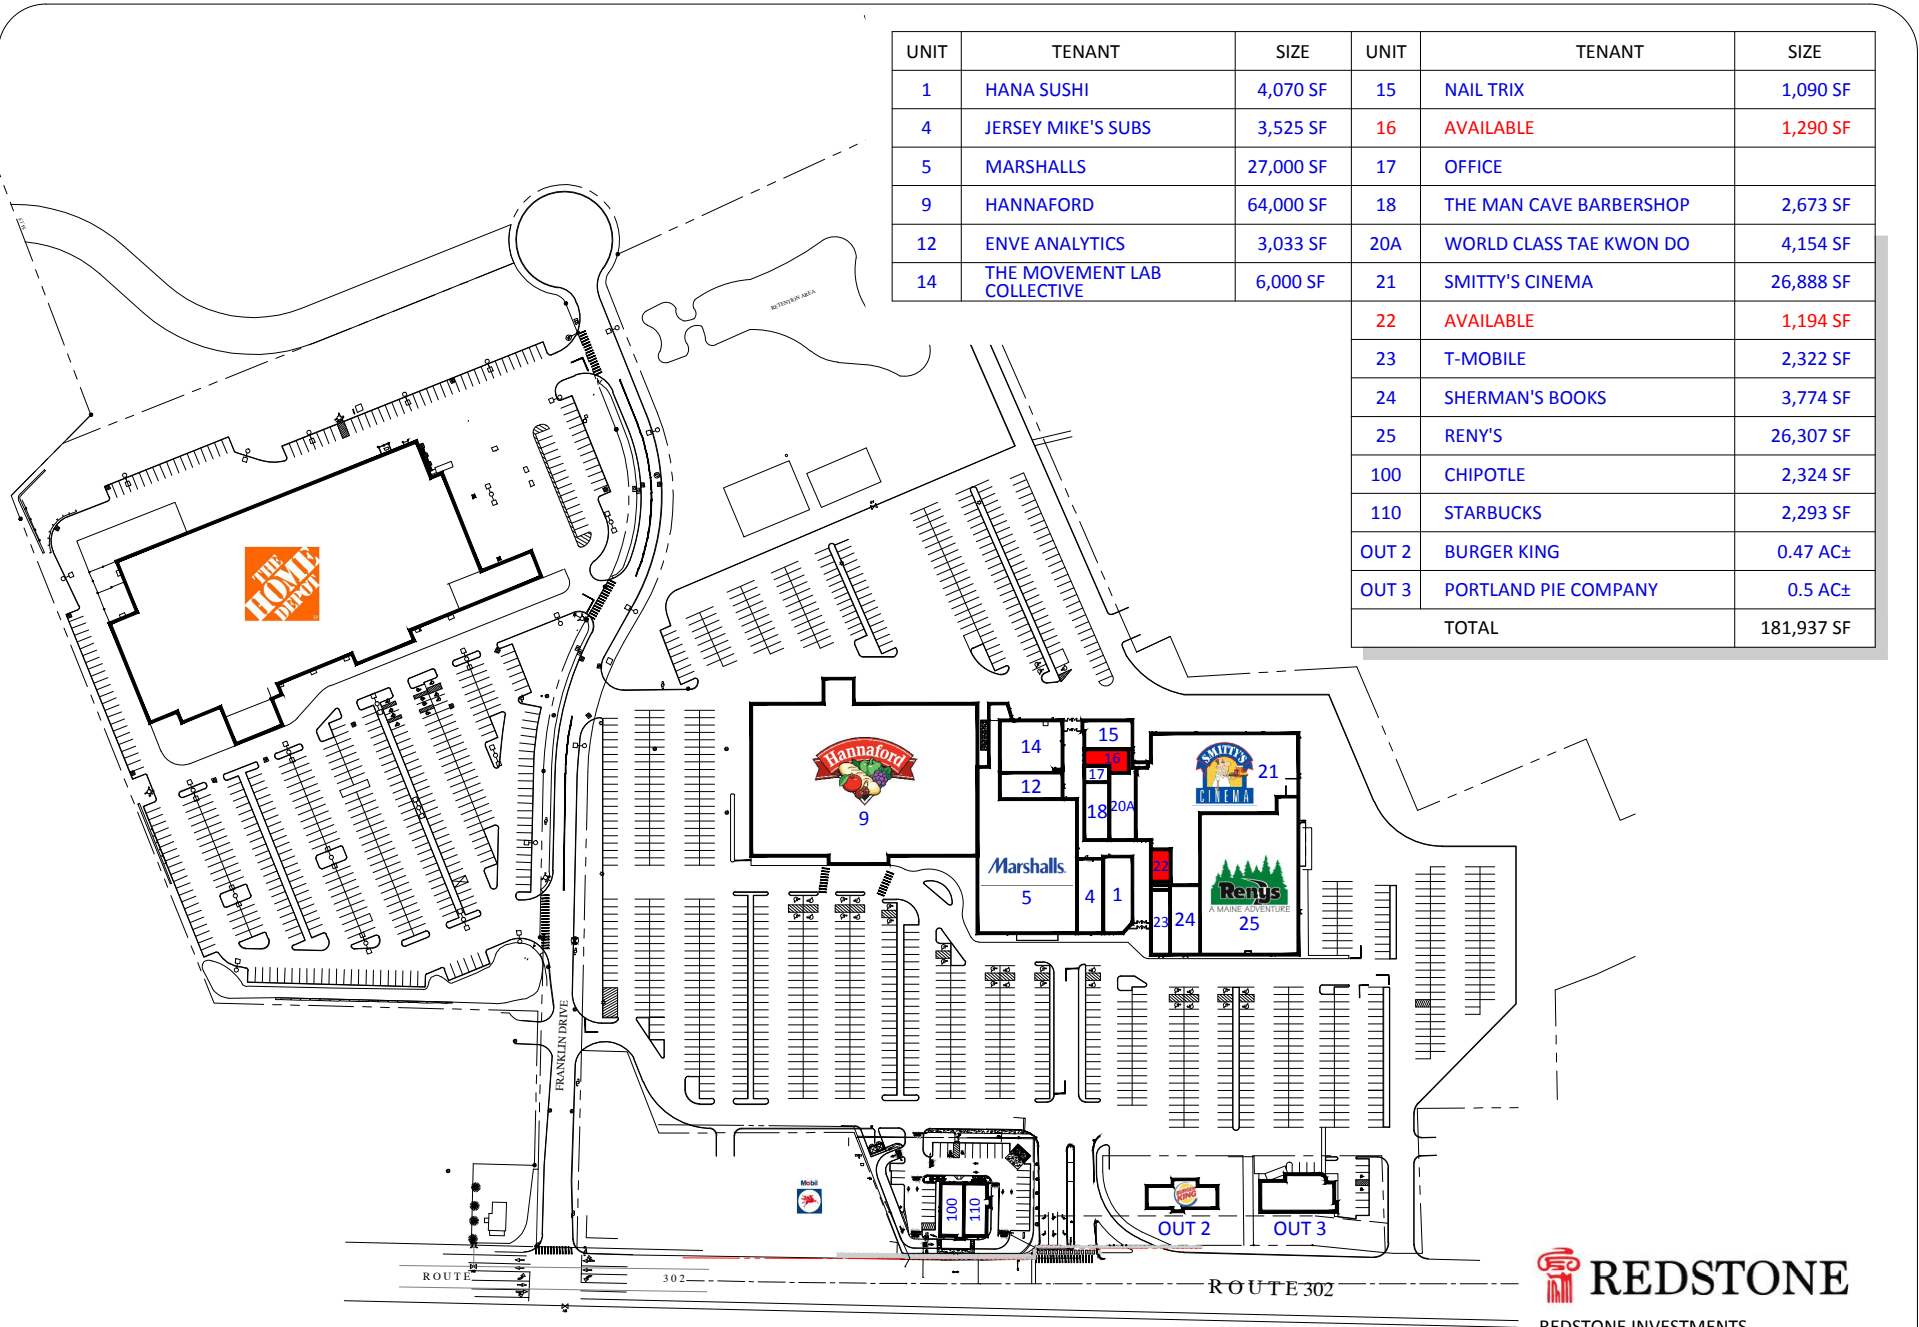 UNIT TENANT SIZE UNIT TENANT SIZE
1 HANA SUSHI 4,070 SF 15 NAIL TRIX 1,090 SF
4 JERSEY MIKE'S SUBS 3,525 SF 16 AVAILABLE 1,290 SF
5 MARSHALLS 27,000 SF 17 OFFICE
9 HANNAFORD 64,000 SF 18 THE MAN CAVE BARBERSHOP 2,673 SF
12 ENVE ANALYTICS 3,033 SF 20A WORLD CLASS TAE KWON DO 4,154 SF
14 THE MOVEMENT LAB COLLECTIVE 6,000 SF 21 SMITTY'S CINEMA 26,888 SF
22 AVAILABLE 1,194 SF
23 T-MOBILE 2,322 SF
24 SHERMAN'S BOOKS 3,774 SF
25 RENY'S 26,307 SF
100 CHIPOTLE 2,324 SF
110 STARBUCKS 2,293 SF
OUT 2 BURGER KING 0.47 AC±
OUT 3 PORTLAND PIE COMPANY 0.5 AC±
TOTAL 181,937 SF
RETENTION AREA
THE
HOME
DEPOT
Hannaford
9
14
12
15
16
17
18
20A
SMITTY'S
CINEMA
21
Marshalls
5
4
1
22
23
24
Renys
A MAINE ADVENTURE
25
FRANKLIN DRIVE
Mobil
100
110
BURGER
KING
OUT 2
OUT 3
ROUTE 302
ROUTE 302
REDSTONE
REDSTONE INVESTMENTS